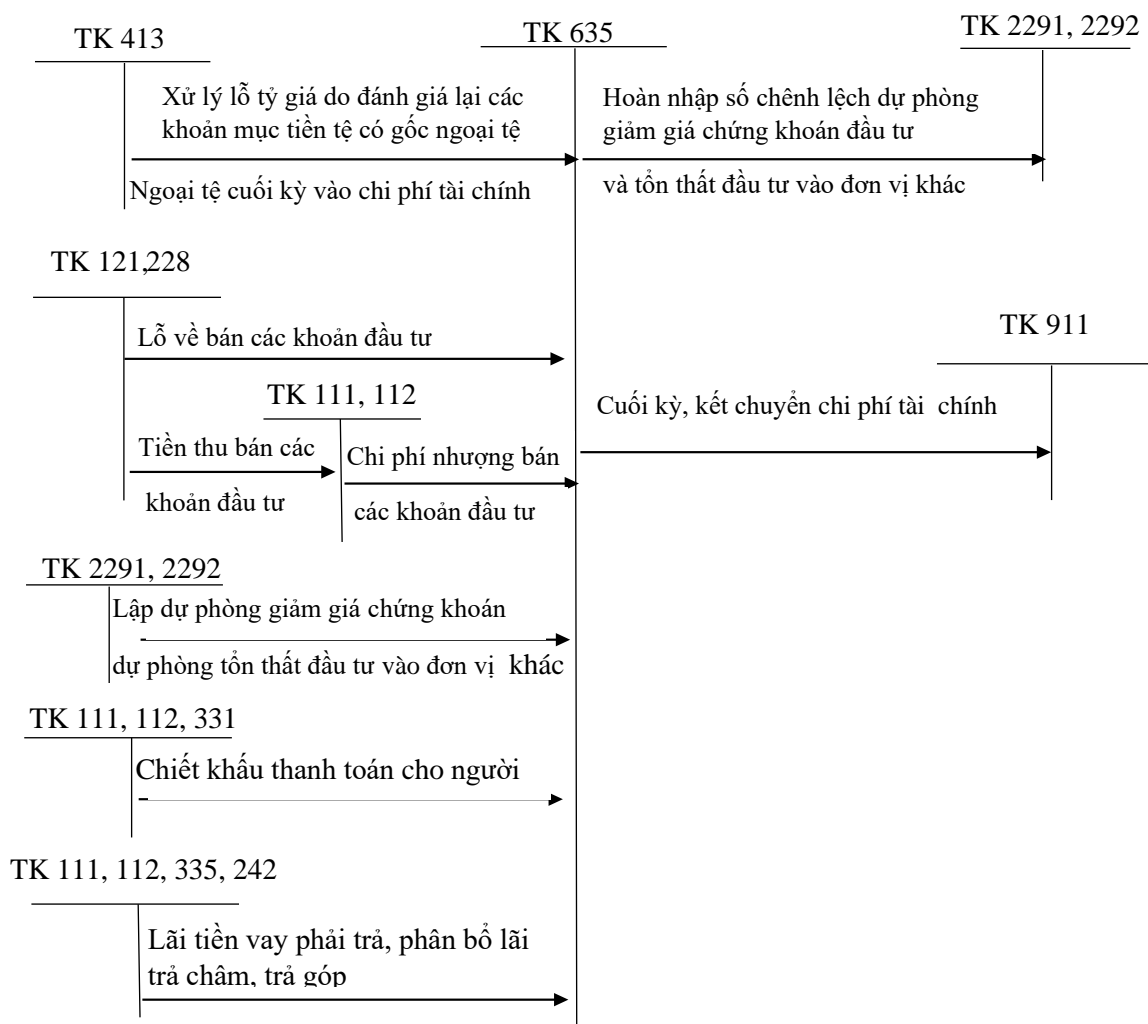 TK 413
TK 635
TK 2291, 2292
Xử lý lỗ tỷ giá do đánh giá lại các
khoản mục tiền tệ có gốc ngoại tệ
Ngoại tệ cuối kỳ vào chi phí tài chính
Hoàn nhập số chênh lệch dự phòng
giảm giá chứng khoán đầu tư
và tổn thất đầu tư vào đơn vị khác
TK 121,228
Lỗ về bán các khoản đầu tư
TK 911
TK 111, 112
Cuối kỳ, kết chuyển chi phí tài chính
Tiền thu bán các
khoản đầu tư
Chi phí nhượng bán
các khoản đầu tư
TK 2291, 2292
Lập dự phòng giảm giá chứng khoán
dự phòng tổn thất đầu tư vào đơn vị khác
TK 111, 112, 331
Chiết khấu thanh toán cho người
TK 111, 112, 335, 242
Lãi tiền vay phải trả, phân bổ lãi
trả châm, trả góp